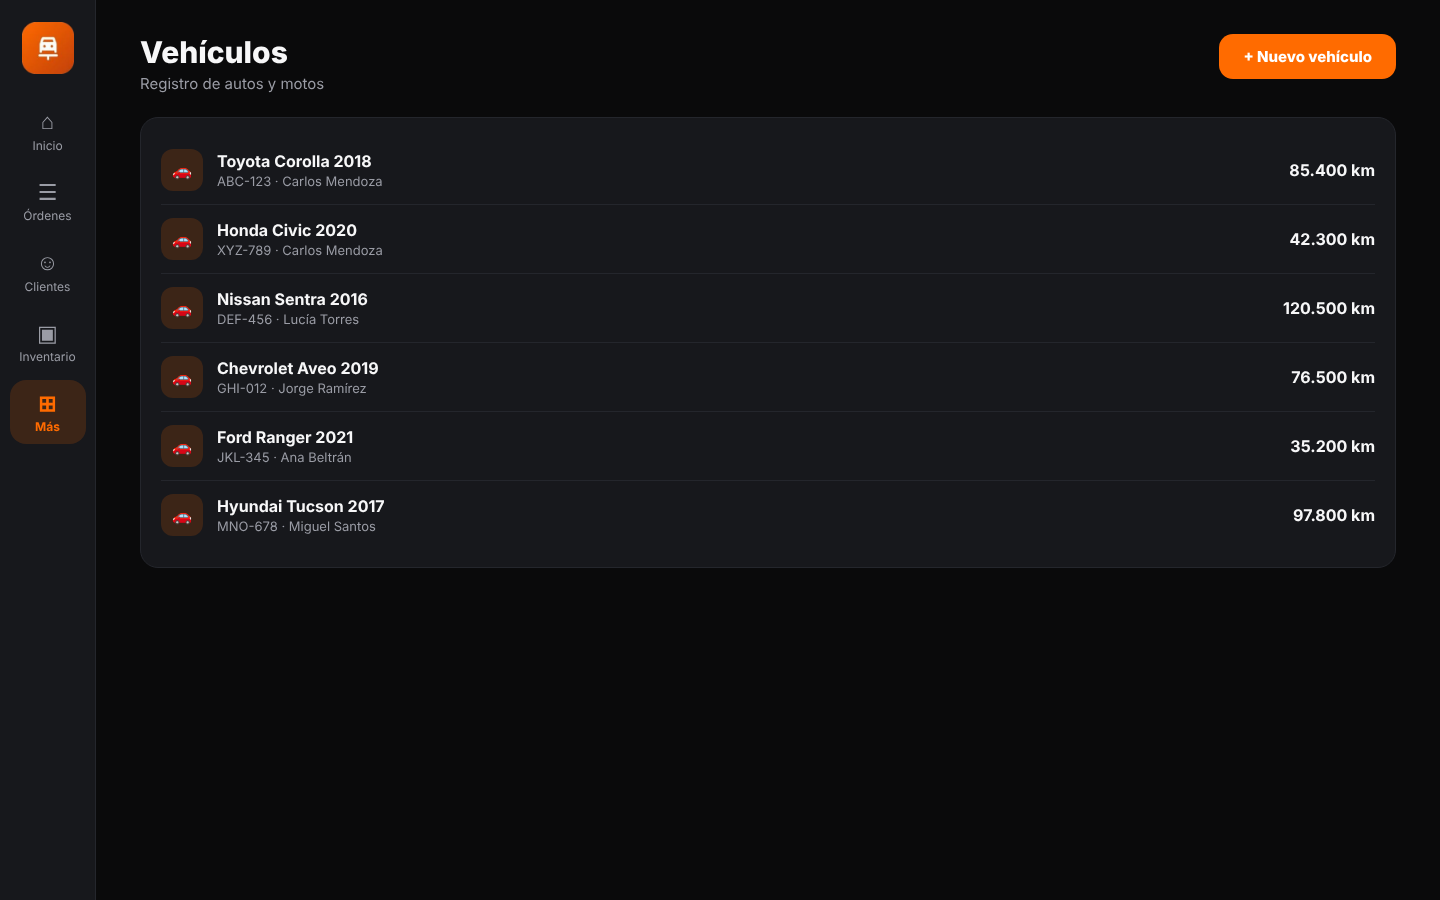 Inicio
Órdenes
Clientes
Inventario
Más
Vehículos
Registro de autos y motos
+ Nuevo vehículo
Toyota Corolla 2018
ABC-123 · Carlos Mendoza
85.400 km
Honda Civic 2020
XYZ-789 · Carlos Mendoza
42.300 km
Nissan Sentra 2016
DEF-456 · Lucía Torres
120.500 km
Chevrolet Aveo 2019
GHI-012 · Jorge Ramírez
76.500 km
Ford Ranger 2021
JKL-345 · Ana Beltrán
35.200 km
Hyundai Tucson 2017
MNO-678 · Miguel Santos
97.800 km